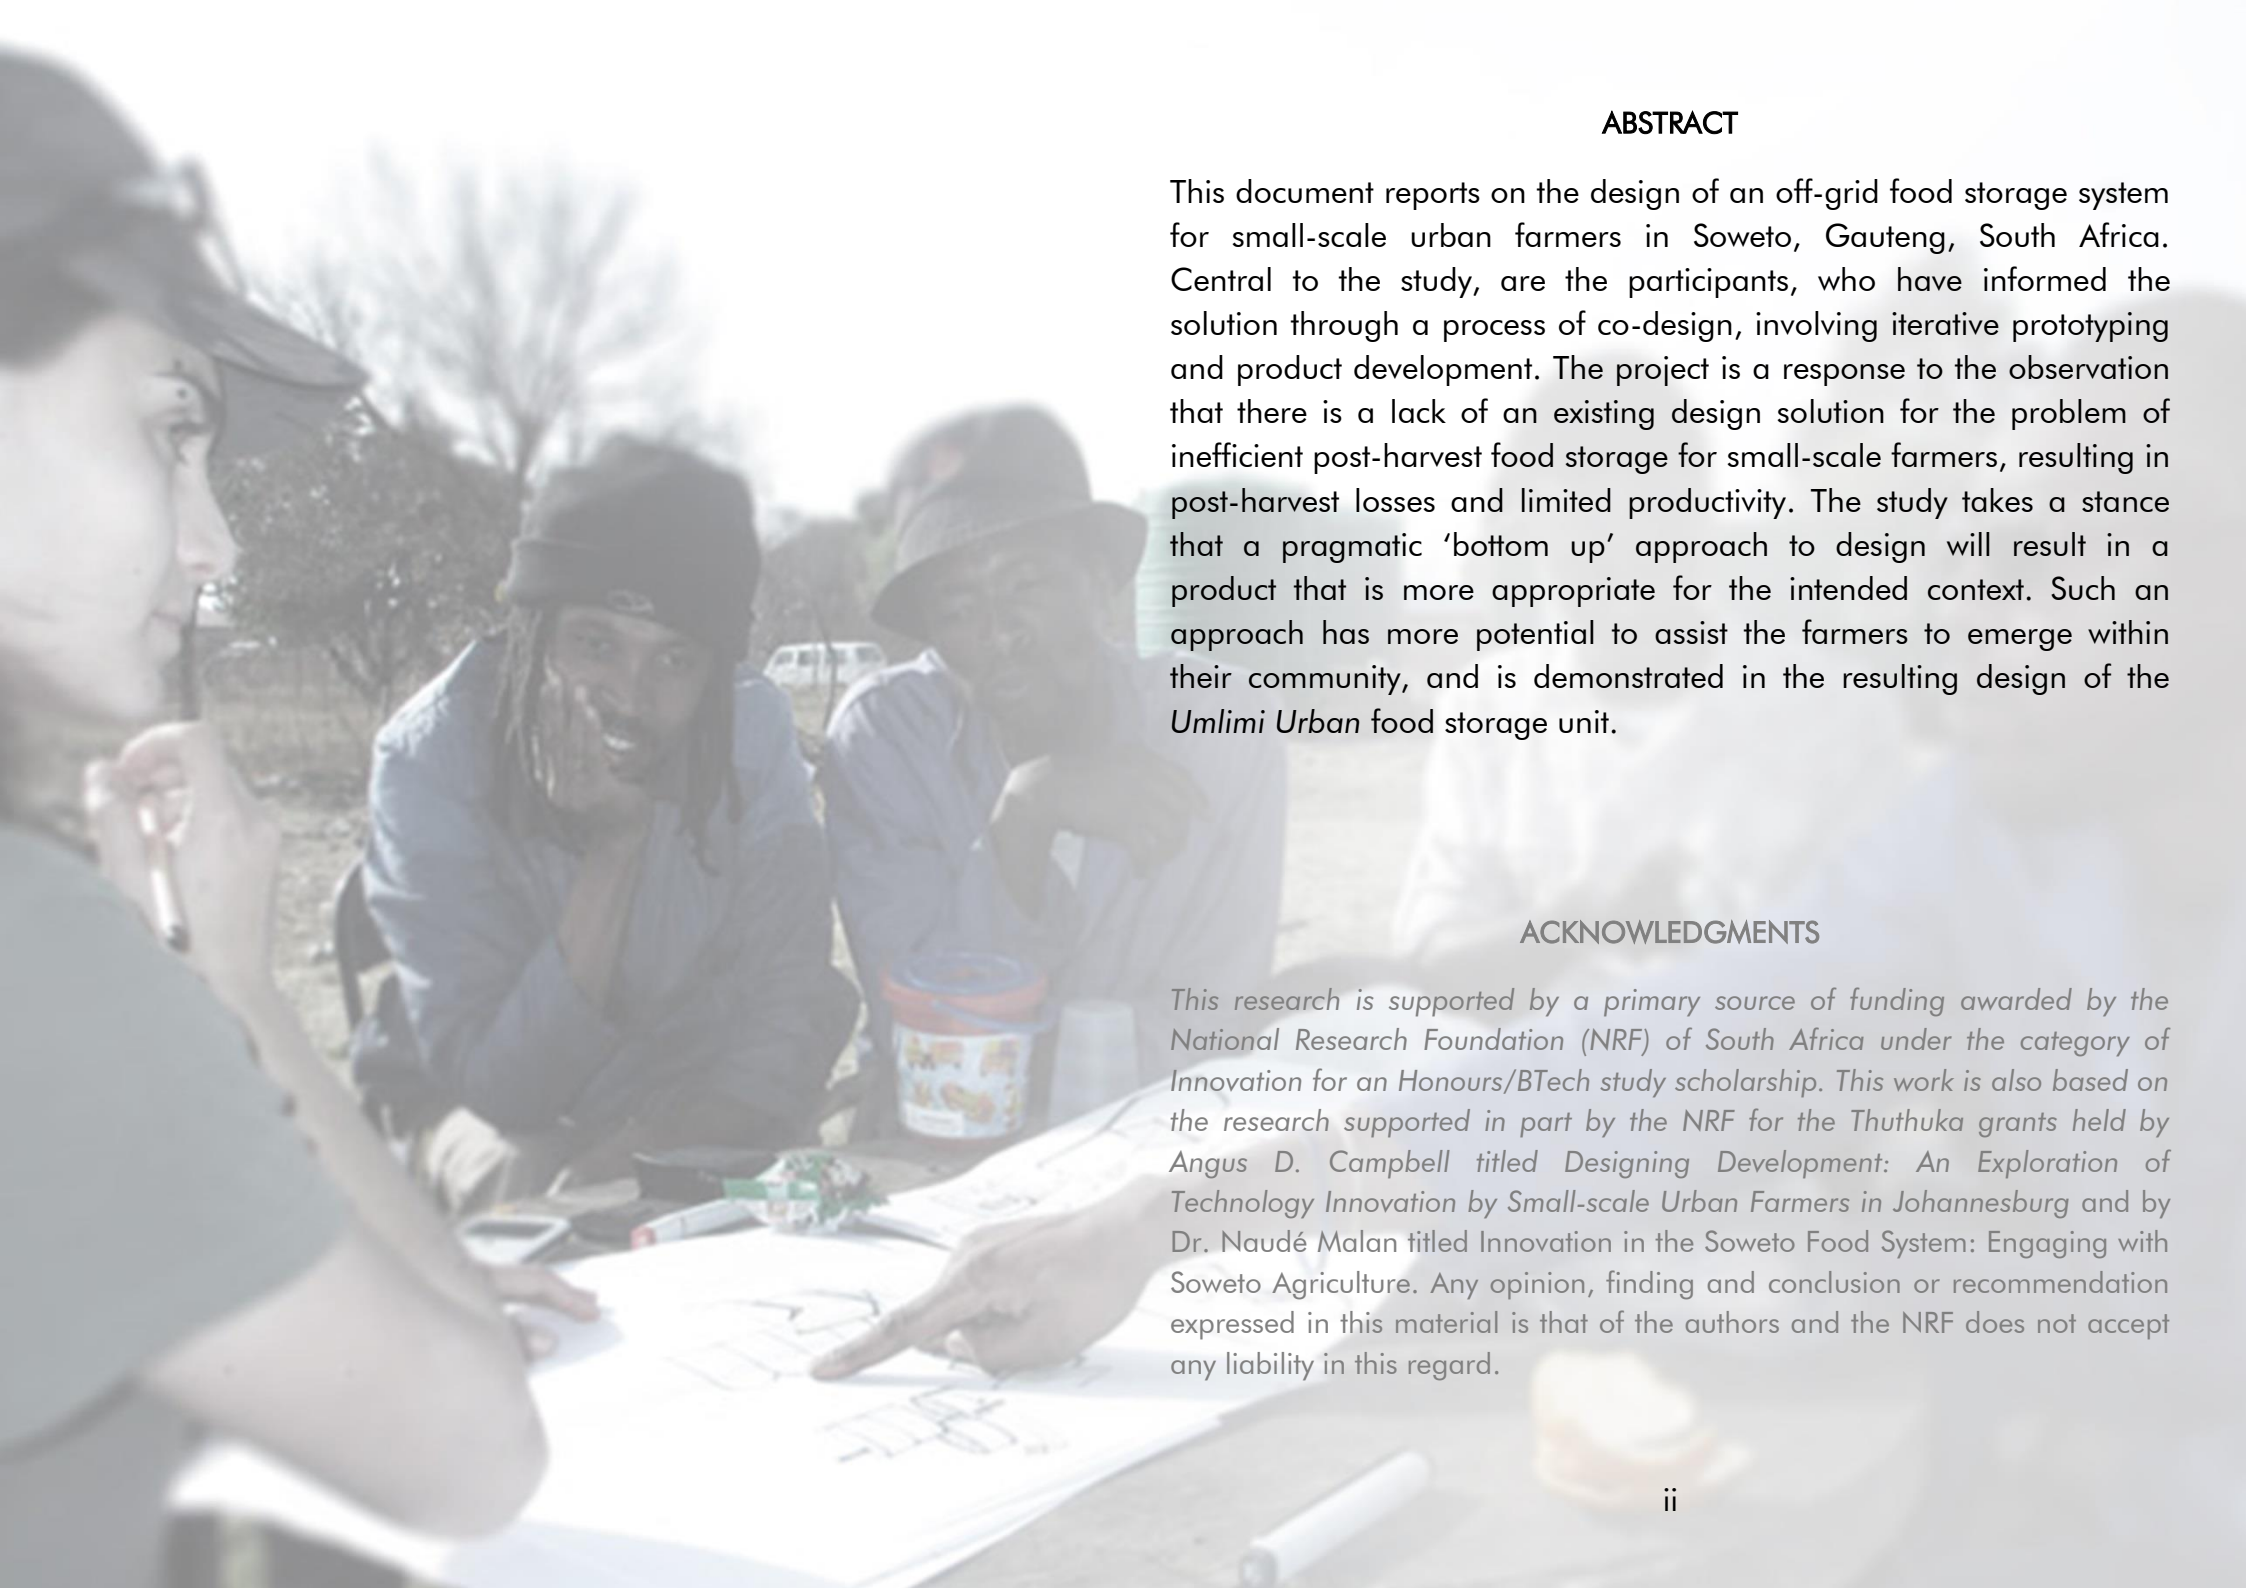 ABSTRACT
This document reports on the design of an off-grid food storage system
for small-scale urban farmers in Soweto, Gauteng, South Africa.
Central to the study, are the participants, who have informed the
solution through a process of co-design, involving iterative prototyping
and product development. The project is a response to the observation
that there is a lack of an existing design solution for the problem of
inefficient post-harvest food storage for small-scale farmers, resulting in
post-harvest losses and limited productivity. The study takes a stance
that a pragmatic ‘bottom up’ approach to design will result in a
product that is more appropriate for the intended context. Such an
approach has more potential to assist the farmers to emerge within
their community, and is demonstrated in the resulting design of the
Umlimi Urban food storage unit.
ACKNOWLEDGMENTS
This research is supported by a primary source of funding awarded by the
National Research Foundation (NRF) of South Africa under the category of
Innovation for an Honours/BTech study scholarship. This work is also based on
the research supported in part by the NRF for the Thuthuka grants held by
Angus D. Campbell titled Designing Development: An Exploration of
Technology Innovation by Small-scale Urban Farmers in Johannesburg and by
Dr. Naudé Malan titled Innovation in the Soweto Food System: Engaging with
Soweto Agriculture. Any opinion, finding and conclusion or recommendation
expressed in this material is that of the authors and the NRF does not accept
any liability in this regard.
ii